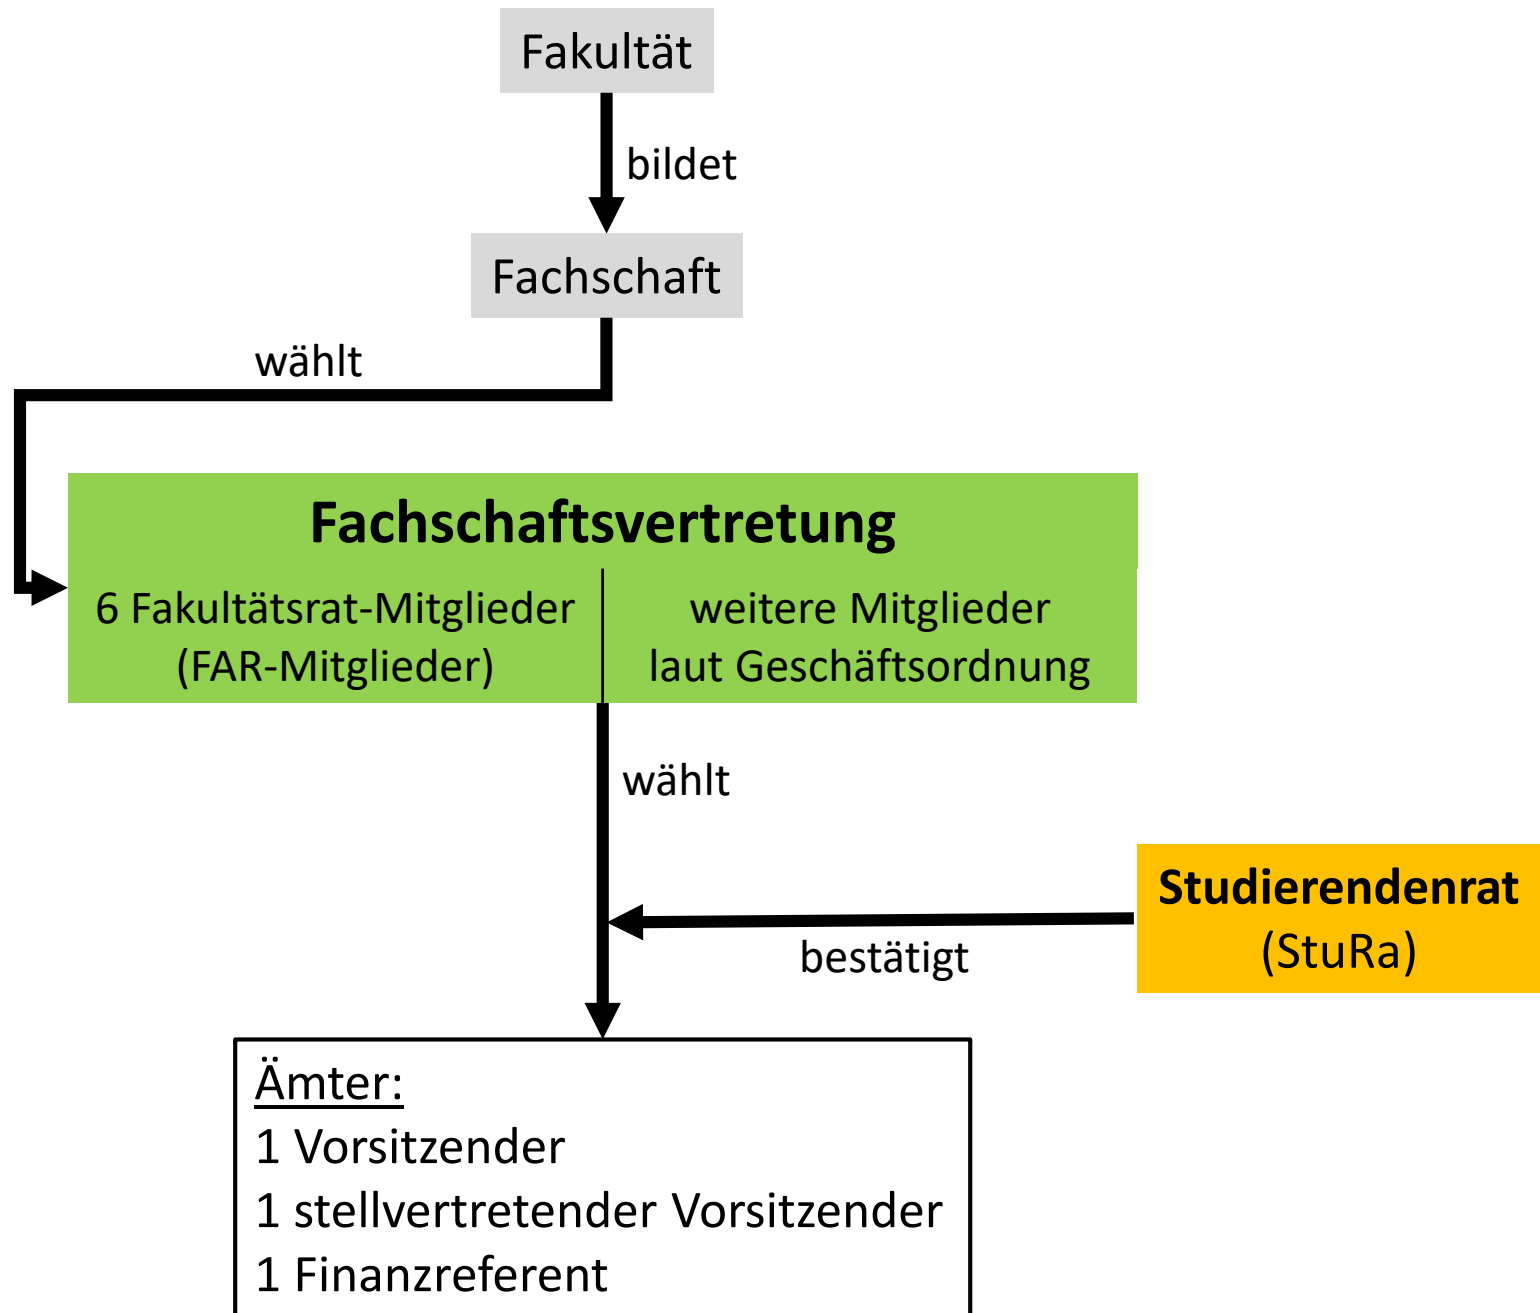 Fakultät
bildet
Fachschaft
wählt
Fachschaftsvertretung
6 Fakultätsrat-Mitglieder
(FAR-Mitglieder)
weitere Mitglieder
laut Geschäftsordnung
wählt
Studierendenrat
(StuRa)
bestätigt
Ämter:
1 Vorsitzender
1 stellvertretender Vorsitzender
1 Finanzreferent